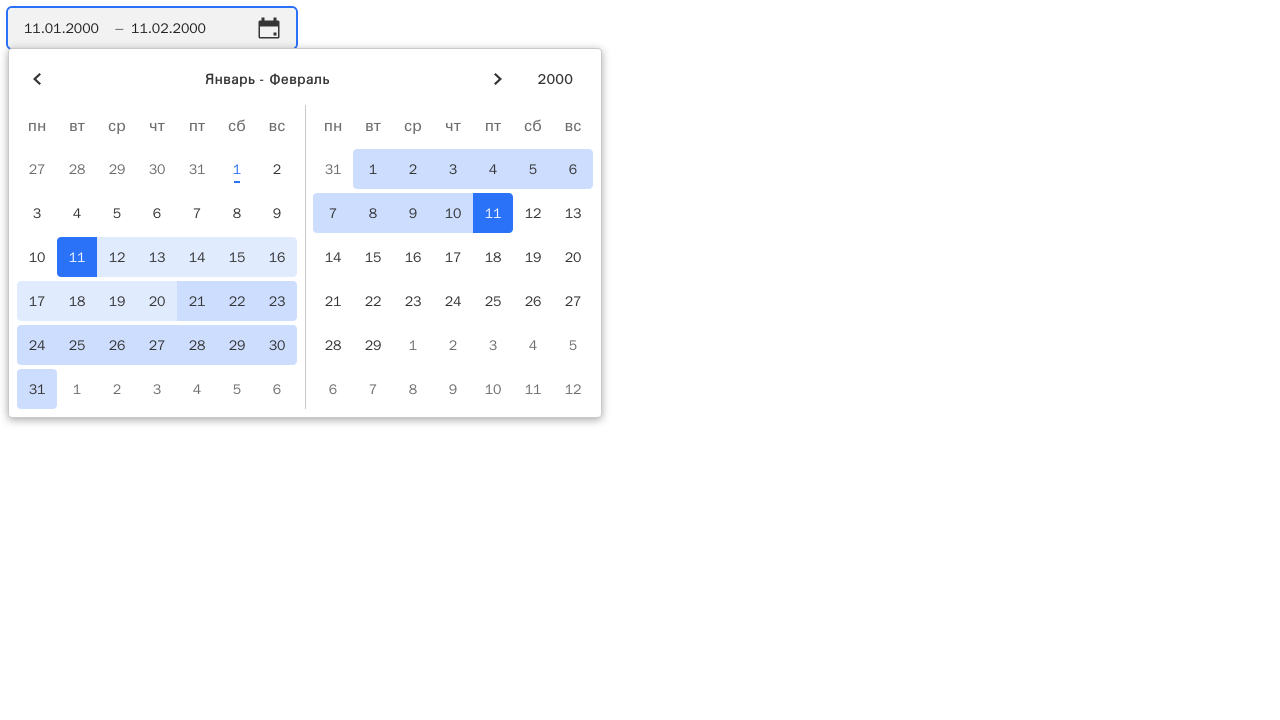 11.01.2000 – 11.02.2000
Январь - Февраль 2000
пн вт ср чт пт сб вс
27 28 29 30 31 1 2
3 4 5 6 7 8 9
10 11 12 13 14 15 16
17 18 19 20 21 22 23
24 25 26 27 28 29 30
31 1 2 3 4 5 6
пн вт ср чт пт сб вс
31 1 2 3 4 5 6
7 8 9 10 11 12 13
14 15 16 17 18 19 20
21 22 23 24 25 26 27
28 29 1 2 3 4 5
6 7 8 9 10 11 12